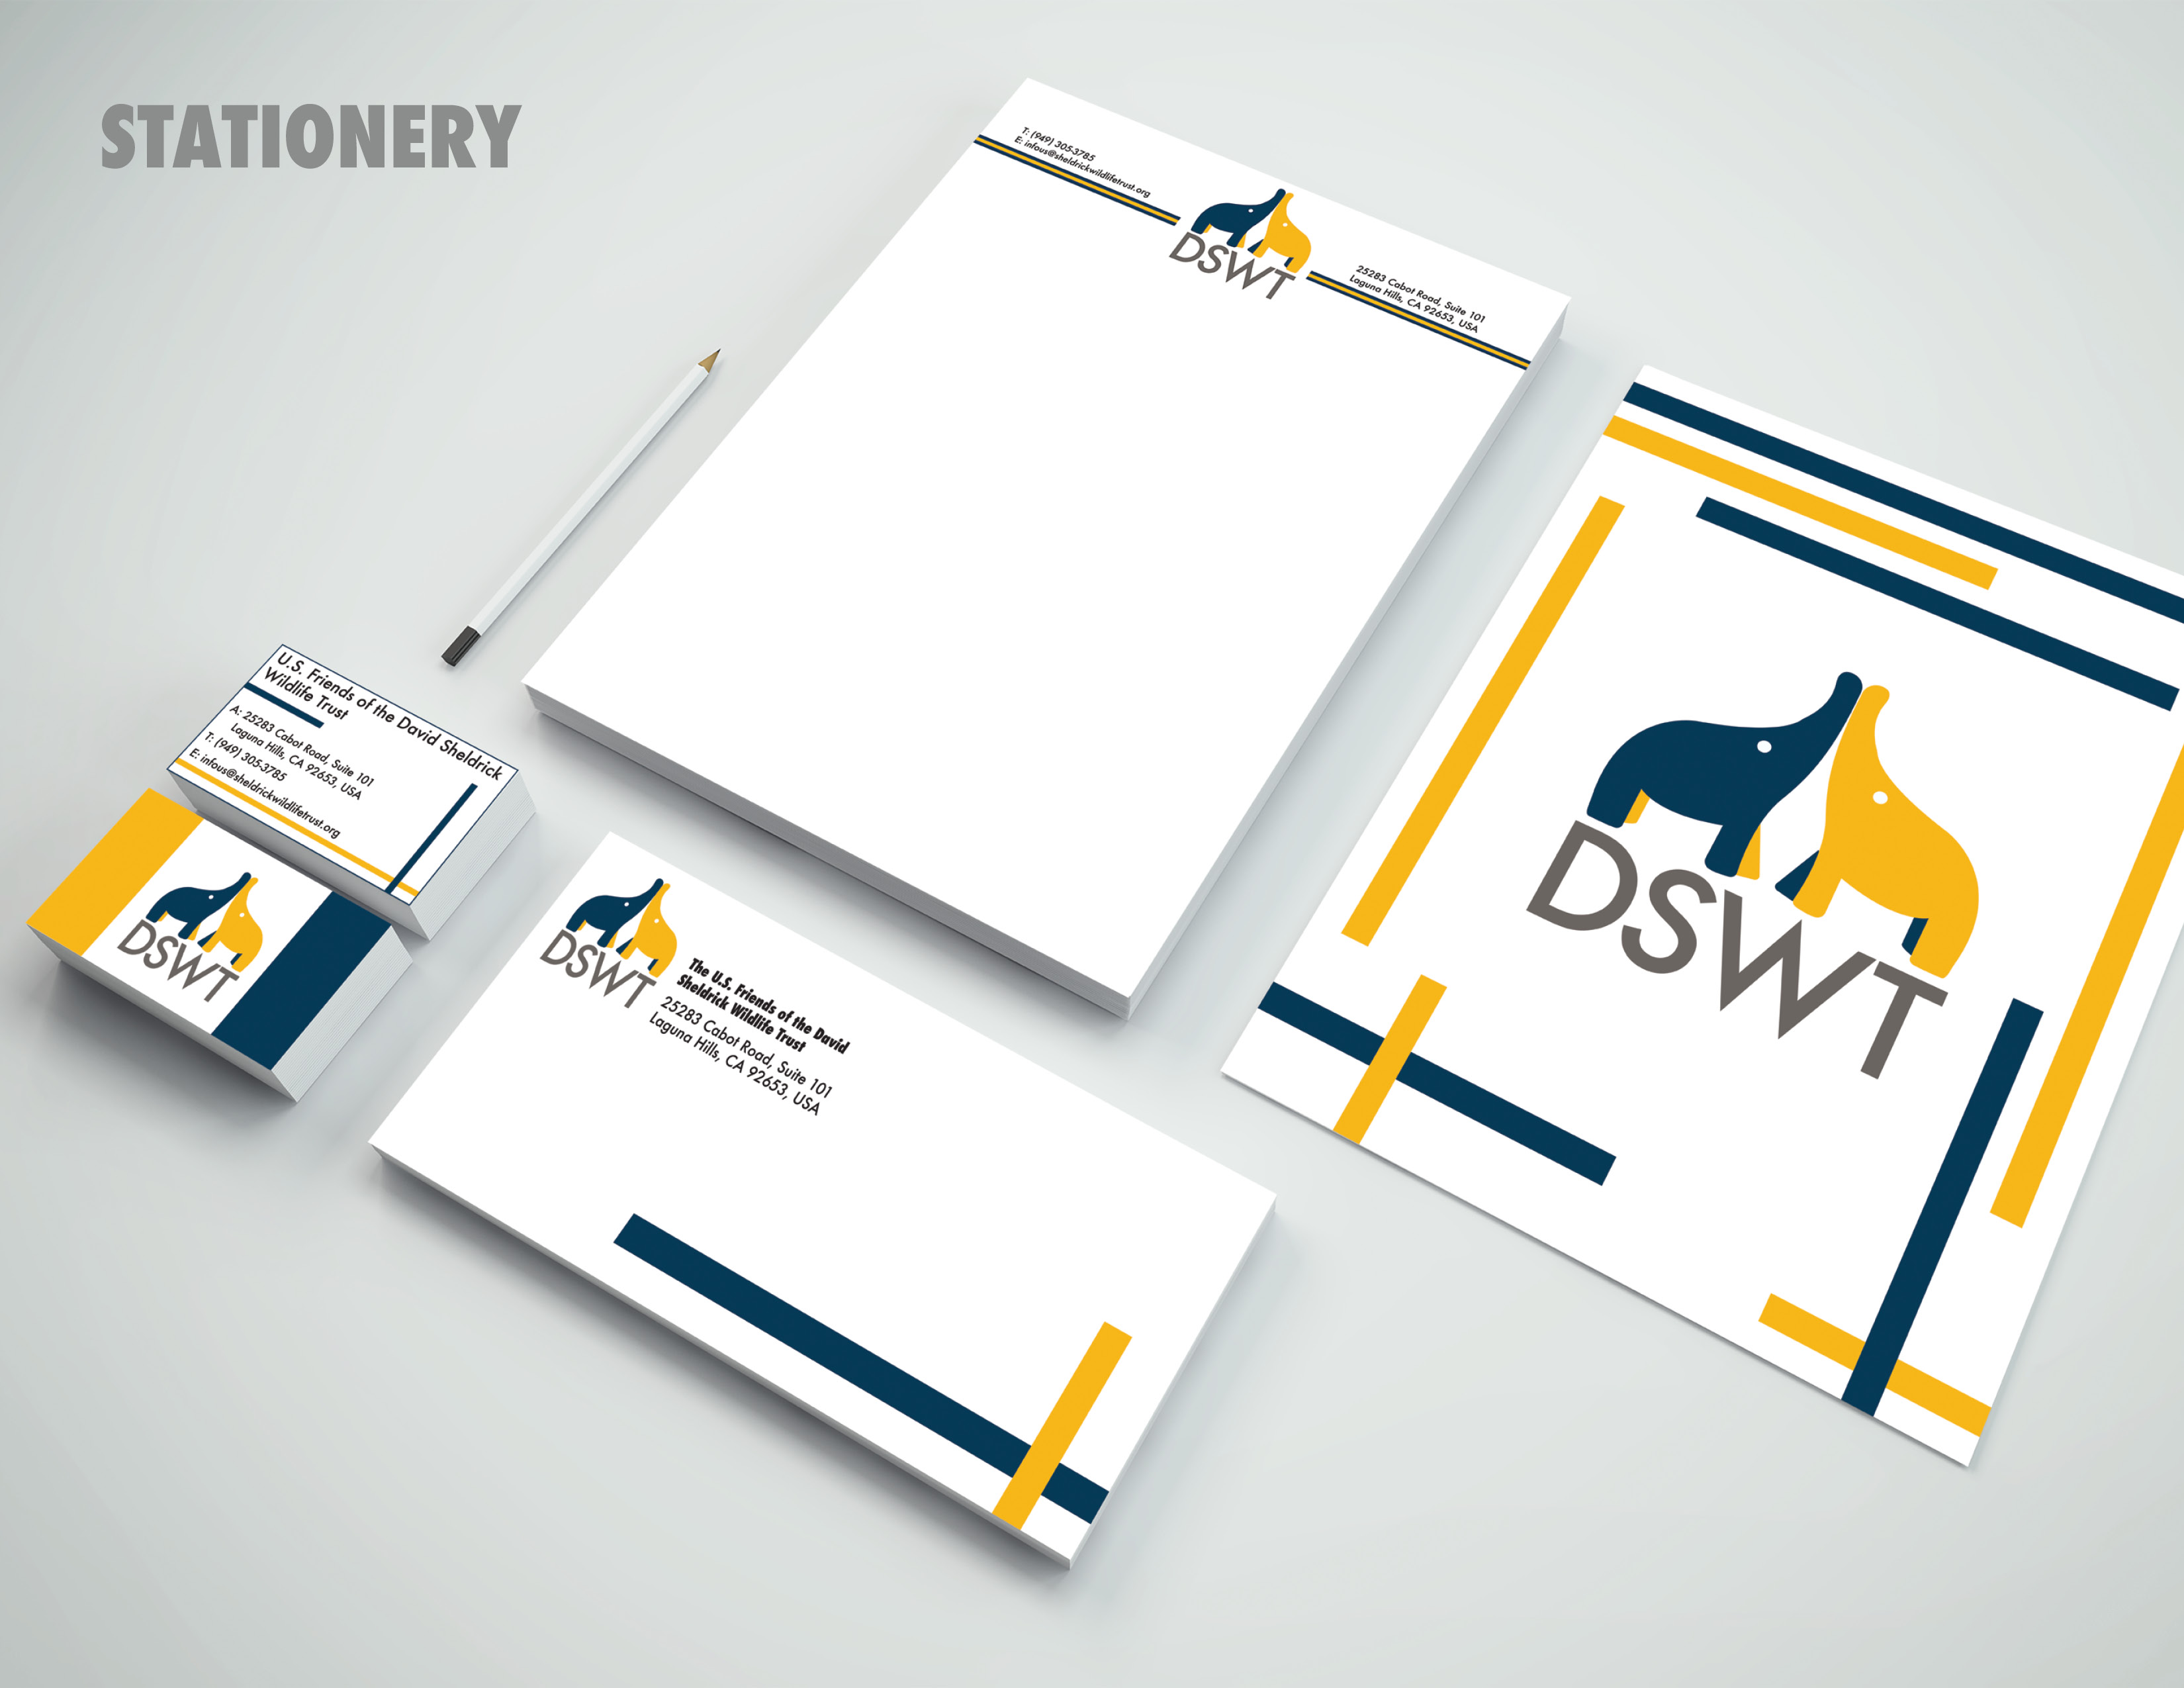 STATIONERY
T: (949) 305-3785
E: infous@sheldrickwildlifetrust.org
DSWT
25283 Cabot Road, Suite 101
Laguna Hills, CA 92653, USA
U.S. Friends of the David Sheldrick
Wildlife Trust
A: 25283 Cabot Road, Suite 101
Laguna Hills, CA 92653, USA
T: (949) 305-3785
E: infous@sheldrickwildlifetrust.org
DSWT
DSWT
The U.S. Friends of the David
Sheldrick Wildlife Trust
25283 Cabot Road, Suite 101
Laguna Hills, CA 92653, USA
DSWT